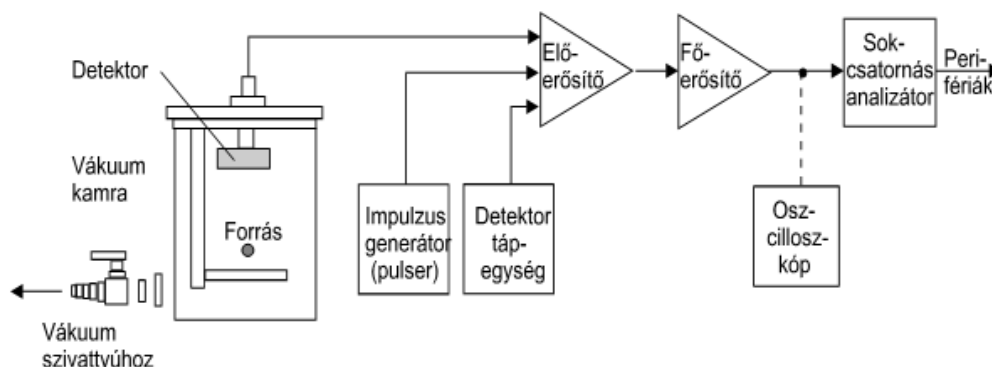 Detektor
Vákuum
kamra
Forrás
Vákuum
szivattyúhoz
Impulzus
generátor
(pulser)
Detektor
táp-
egység
Elő-
erősítő
Fő-
erősítő
Sok-
csatornás
analizátor
Peri-
fériák
Osz-
cillosz-
kóp